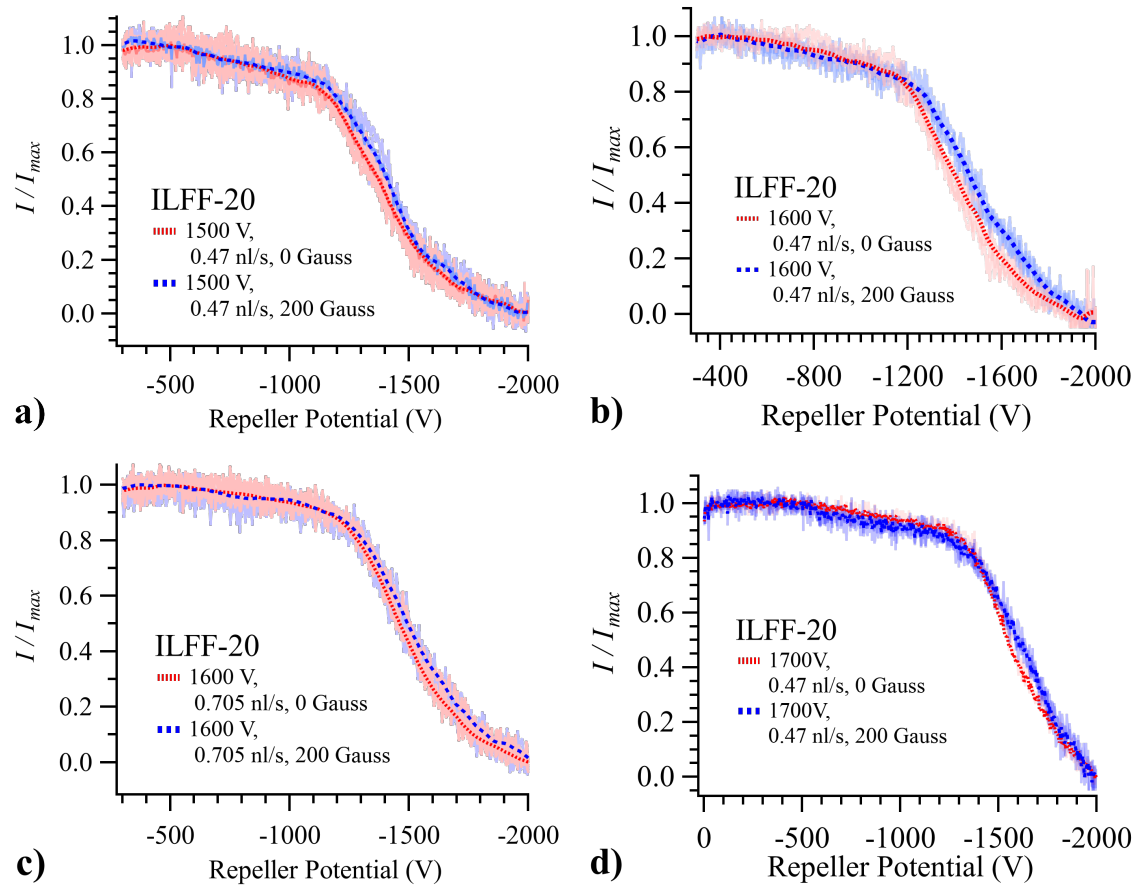 1.0
0.8
0.6
0.4
0.2
0.0
I / Imax
ILFF-20
1500 V,
0.47 nl/s, 0 Gauss
1500 V,
0.47 nl/s, 200 Gauss
-500
-1000
-1500
-2000
Repeller Potential (V)
a)
1.0
0.8
0.6
0.4
0.2
0.0
I / Imax
ILFF-20
1600 V,
0.47 nl/s, 0 Gauss
1600 V,
0.47 nl/s, 200 Gauss
-400
-800
-1200
-1600
-2000
Repeller Potential (V)
b)
1.0
0.8
0.6
0.4
0.2
0.0
I / Imax
ILFF-20
1600 V,
0.705 nl/s, 0 Gauss
1600 V,
0.705 nl/s, 200 Gauss
-500
-1000
-1500
-2000
Repeller Potential (V)
c)
1.0
0.8
0.6
0.4
0.2
0.0
I / Imax
ILFF-20
1700V,
0.47 nl/s, 0 Gauss
1700V,
0.47 nl/s, 200 Gauss
0
-500
-1000
-1500
-2000
Repeller Potential (V)
d)